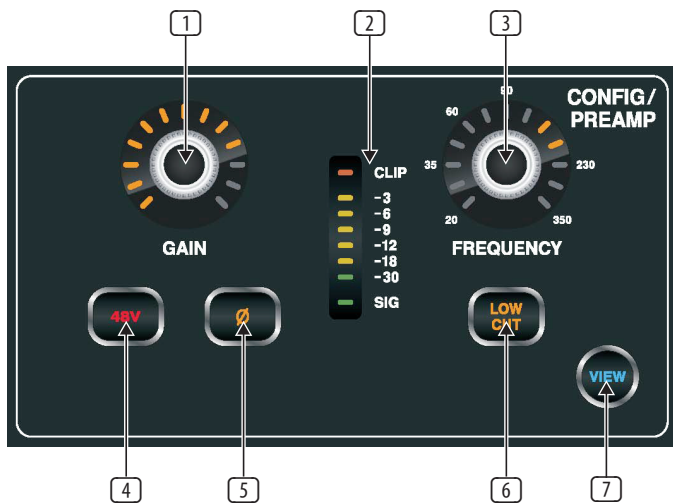 1
2
3
CONFIG/
PREAMP
90
60
35
230
20
350
CLIP
-3
-6
-9
-12
-18
-30
SIG
GAIN
FREQUENCY
48V
Ø
LOW
CUT
VIEW
4
5
6
7